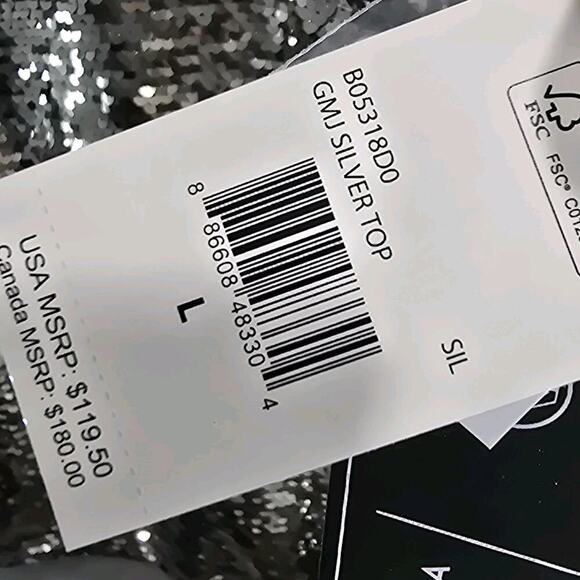 B05318D0
GMJ SILVER TOP
8 86608 48330 4
L
SIL
USA MSRP: $119.50
Canada MSRP: $180.00
FSC
FSC®